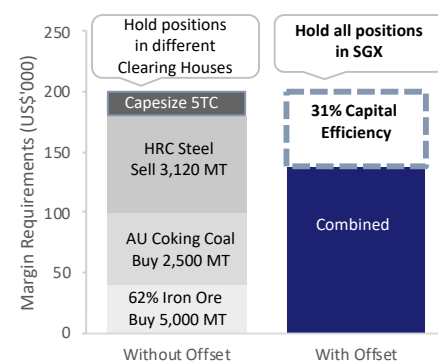 Margin Requirements (US$'000)
250
200
150
100
50
0
Hold positions
in different
Clearing Houses
Hold all positions
in SGX
Capesize 5TC
HRC Steel
Sell 3,120 MT
AU Coking Coal
Buy 2,500 MT
62% Iron Ore
Buy 5,000 MT
31% Capital
Efficiency
Combined
Without Offset
With Offset